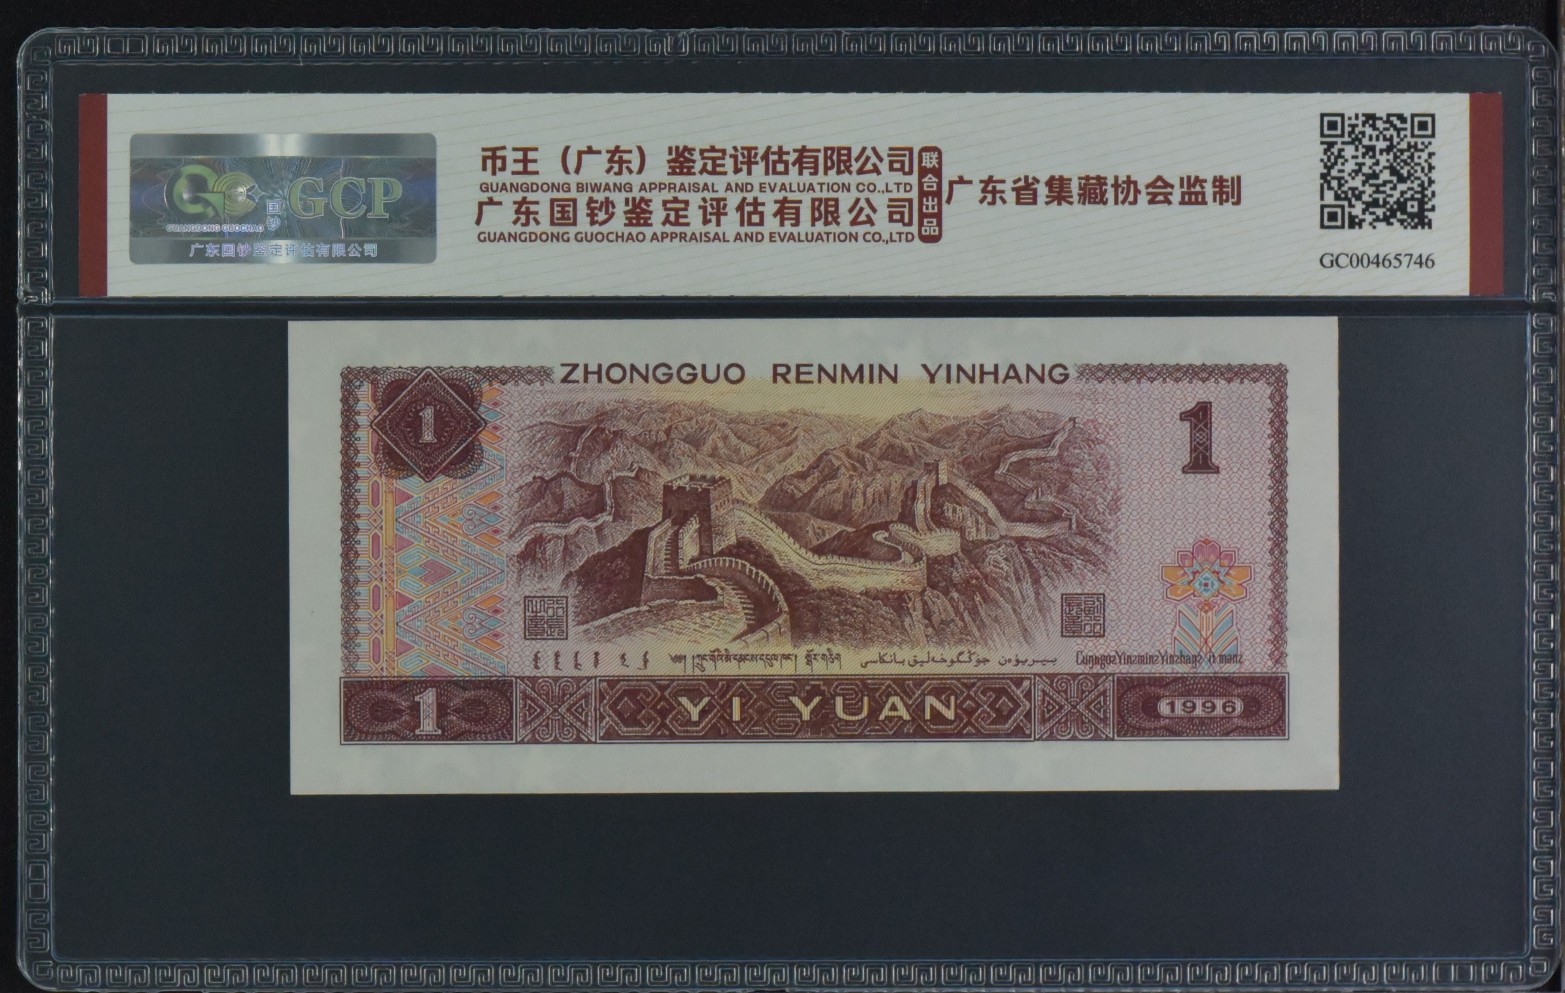 GCP
国
钞
GUANGDONG GUOCHAO
广东国钞鉴定评估有限公司
币王（广东）鉴定评估有限公司
GUANGDONG BIWANG APPRAISAL AND EVALUATION CO.,LTD
广东国钞鉴定评估有限公司
GUANGDONG GUOCHAO APPRAISAL AND EVALUATION CO.,LTD
联合出品
广东省集藏协会监制
GC00465746
ZHONGGUO RENMIN YINHANG
1
1
1
YI YUAN
1996